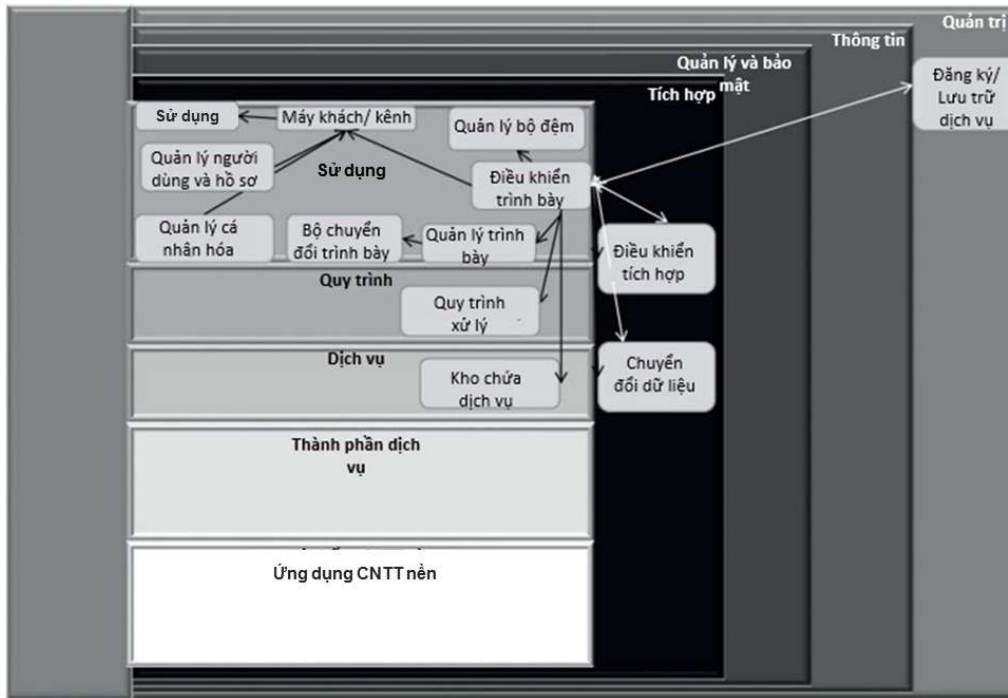 Quản trị
Thông tin
Quản lý và bảo
mật
Tích hợp
Đăng ký/
Lưu trữ
dịch vụ
Sử dụng
Máy khách/ kênh
Quản lý bộ đệm
Quản lý người
dùng và hồ sơ
Sử dụng
Điều khiển
trình bày
Quản lý cá
nhân hóa
Bộ chuyển
đổi trình bày
Quản lý trình
bày
Điều khiển
tích hợp
Quy trình
Quy trình
xử lý
Dịch vụ
Kho chứa
dịch vụ
Chuyển
đổi dữ liệu
Thành phần dịch
vụ
Ứng dụng CNTT nền